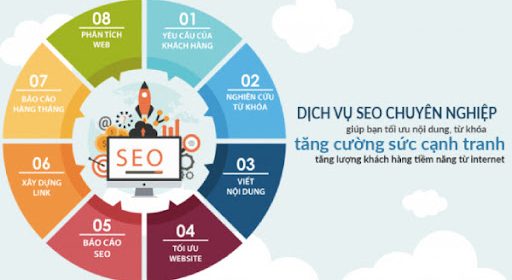 08
PHÂN TÍCH
WEB
01
YÊU CẦU CỦA
KHÁCH HÀNG
07
BÁO CÁO
HÀNG THÁNG
02
NGHIÊN CỨU
TỪ KHÓA
SEO
06
XÂY DỰNG
LINK
03
VIẾT
NỘI DUNG
05
BÁO CÁO
SEO
04
TỐI ƯU
WEBSITE
DỊCH VỤ SEO CHUYÊN NGHIỆP
giúp bạn tối ưu nội dung, từ khóa
tăng cường sức cạnh tranh
tăng lượng khách hàng tiềm năng từ internet